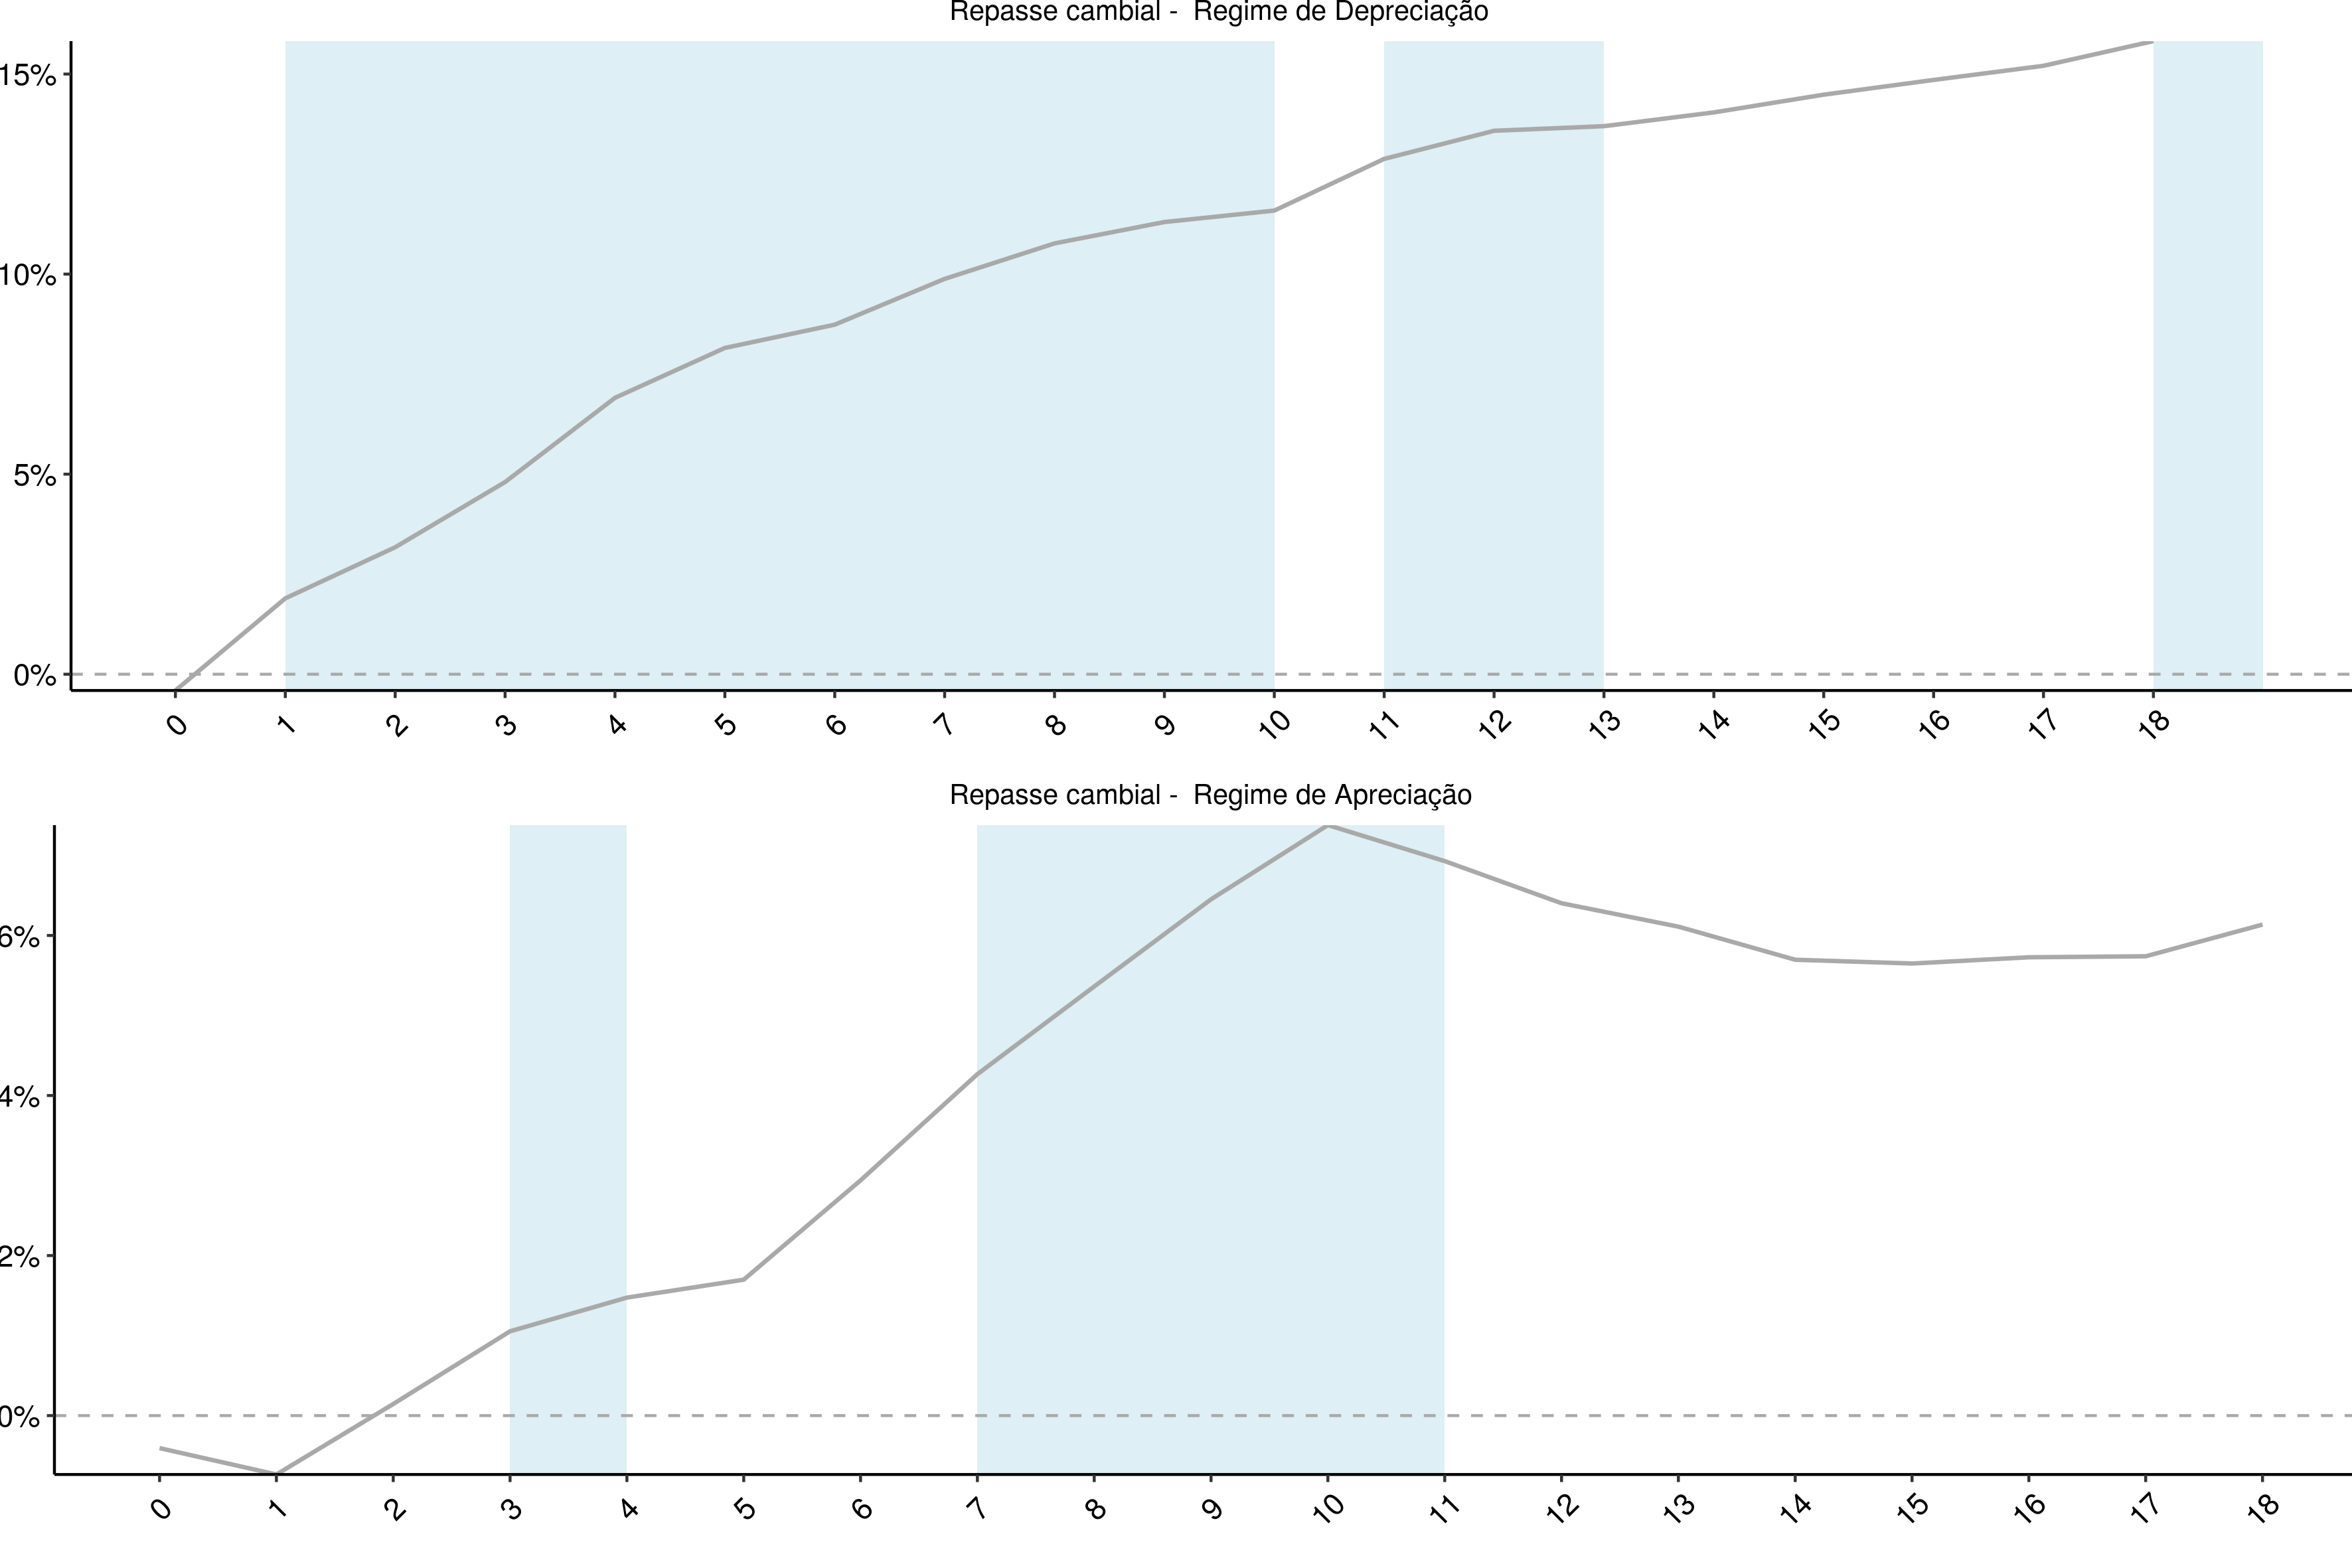 Repasse cambial -  Regime de Depreciação
15%
10%
5%
0%
0 1 2 3 4 5 6 7 8 9 10 11 12 13 14 15 16 17 18
Repasse cambial -  Regime de Apreciação
6%
4%
2%
0%
0 1 2 3 4 5 6 7 8 9 10 11 12 13 14 15 16 17 18